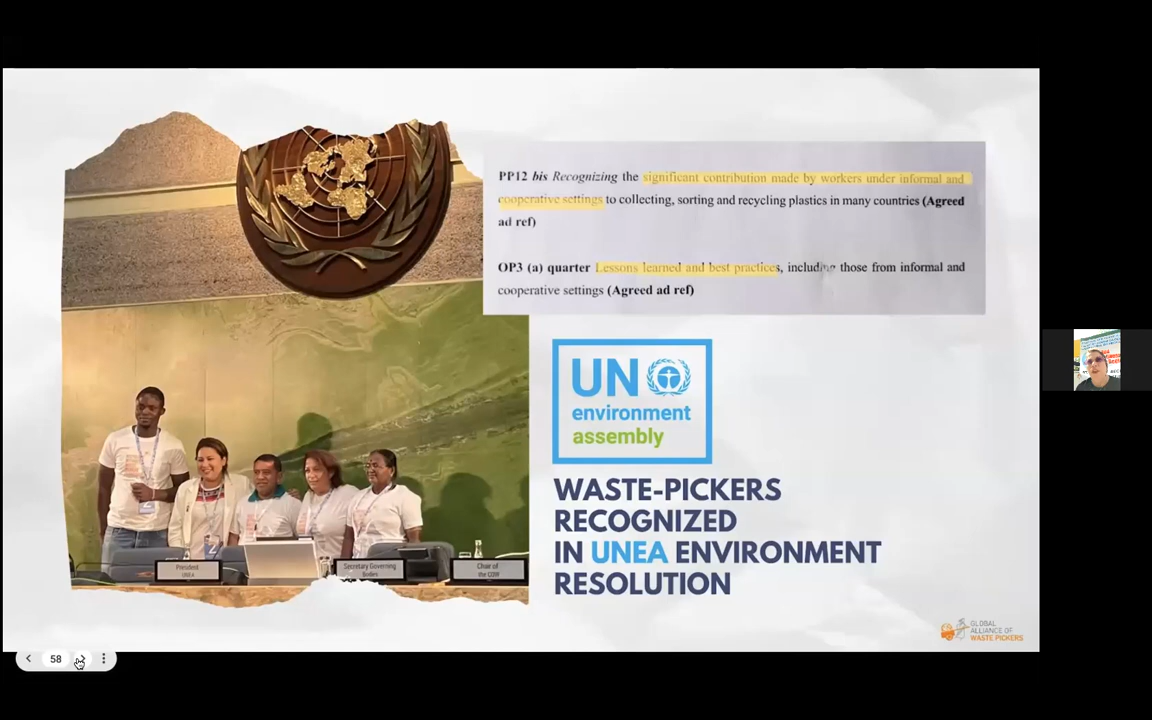 PP12 bis Recognizing the significant contribution made by workers under informal and
cooperative settings to collecting, sorting and recycling plastics in many countries (Agreed
ad ref)
OP3 (a) quarter Lessons learned and best practices, including those from informal and
cooperative settings (Agreed ad ref)
UN
environment
assembly
WASTE-PICKERS
RECOGNIZED
IN UNEA ENVIRONMENT
RESOLUTION
President
UNEA
Secretary Governing
Bodies
Chair of
the CPR
GLOBAL
ALLIANCE OF
WASTE PICKERS
58